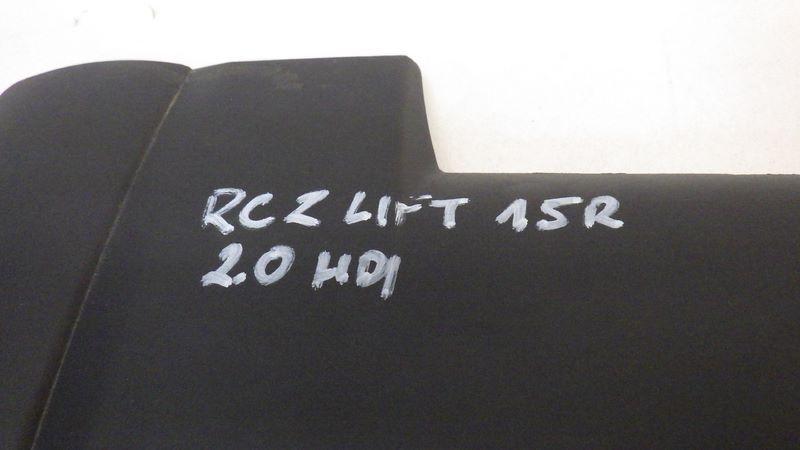 RCZ LIFT 15R
2.0 HDI